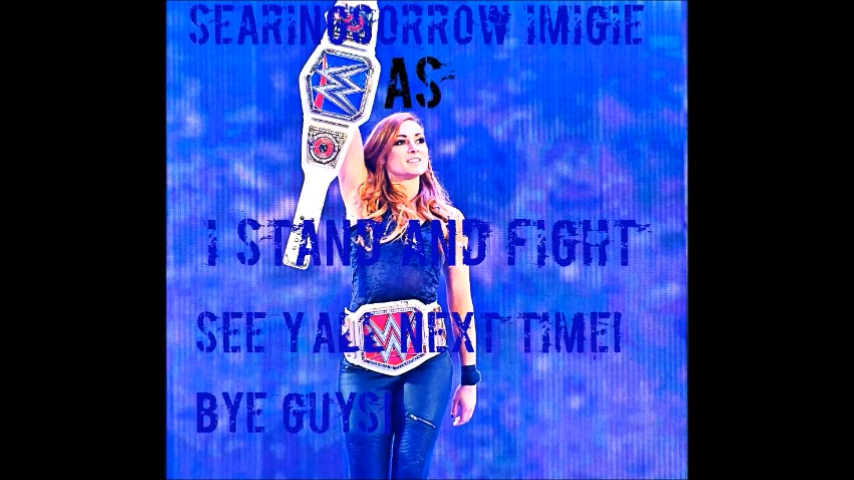 SEARINGSORROW IMIGIE
AS
I STAND AND FIGHT
SEE YALL NEXT TIME!
BYE GUYS!